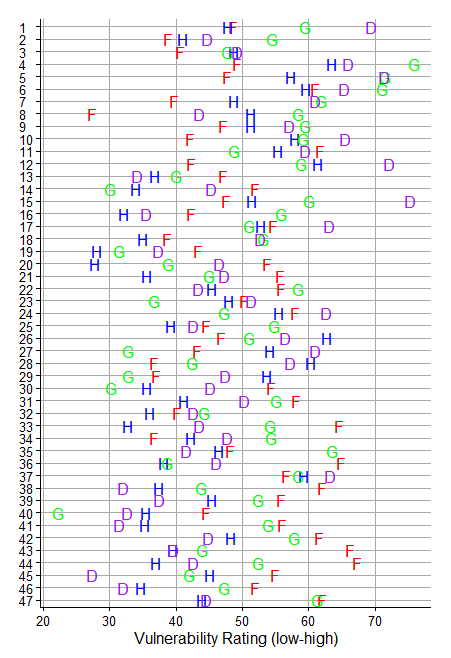 1 H F G D
2 F H D G
3 F G H D
4 F H D G
5 F H D G
6 H F D G
7 F H D G
8 F D H G
9 F H D G
10 F H G D
11 G H D F
12 F G H D
13 D H G F
14 G H D F
15 F H G D
16 H D F G
17 G H F D
18 H F D G
19 H G D F
20 H G D F
21 H G D F
22 D H F G
23 G H F D
24 G H F D
25 H D F G
26 F G D H
27 G F H D
28 F G D H
29 G F D H
30 G H D F
31 H D G F
32 H F D G
33 H D G F
34 F H D G
35 D H F G
36 H G D F
37 F G H D
38 D H G F
39 D H G F
40 G D H F
41 D H G F
42 D H G F
43 H D G F
44 H D G F
45 D G H F
46 D H G F
47 H D G F
20 30 40 50 60 70
Vulnerability Rating (low-high)